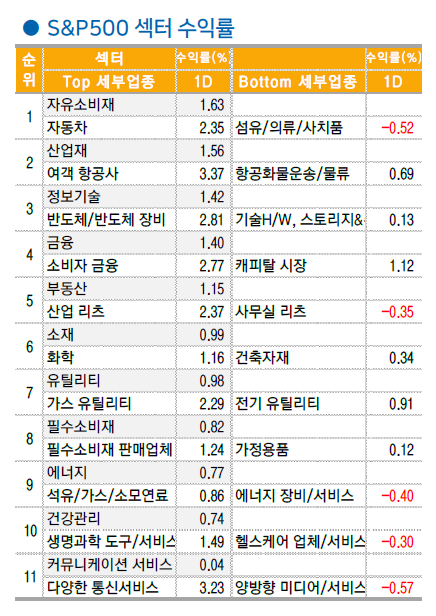 ● S&P500 섹터 수익률
순위 섹터 수익률(%) 수익률(%)
Top 세부업종 1D Bottom 세부업종 1D
1 자유소비재 1.63
자동차 2.35 섬유/의류/사치품 -0.52
2 산업재 1.56
여객 항공사 3.37 항공화물운송/물류 0.69
3 정보기술 1.42
반도체/반도체 장비 2.81 기술H/W, 스토리지& 0.13
4 금융 1.40
소비자 금융 2.77 캐피탈 시장 1.12
5 부동산 1.15
산업 리츠 2.37 사무실 리츠 -0.35
6 소재 0.99
화학 1.16 건축자재 0.34
7 유틸리티 0.98
가스 유틸리티 2.29 전기 유틸리티 0.91
8 필수소비재 0.82
필수소비재 판매업체 1.24 가정용품 0.12
9 에너지 0.77
석유/가스/소모연료 0.86 에너지 장비/서비스 -0.40
10 건강관리 0.74
생명과학 도구/서비스 1.49 헬스케어 업체/서비스 -0.30
11 커뮤니케이션 서비스 0.04
다양한 통신서비스 3.23 양방향 미디어/서비스 -0.57